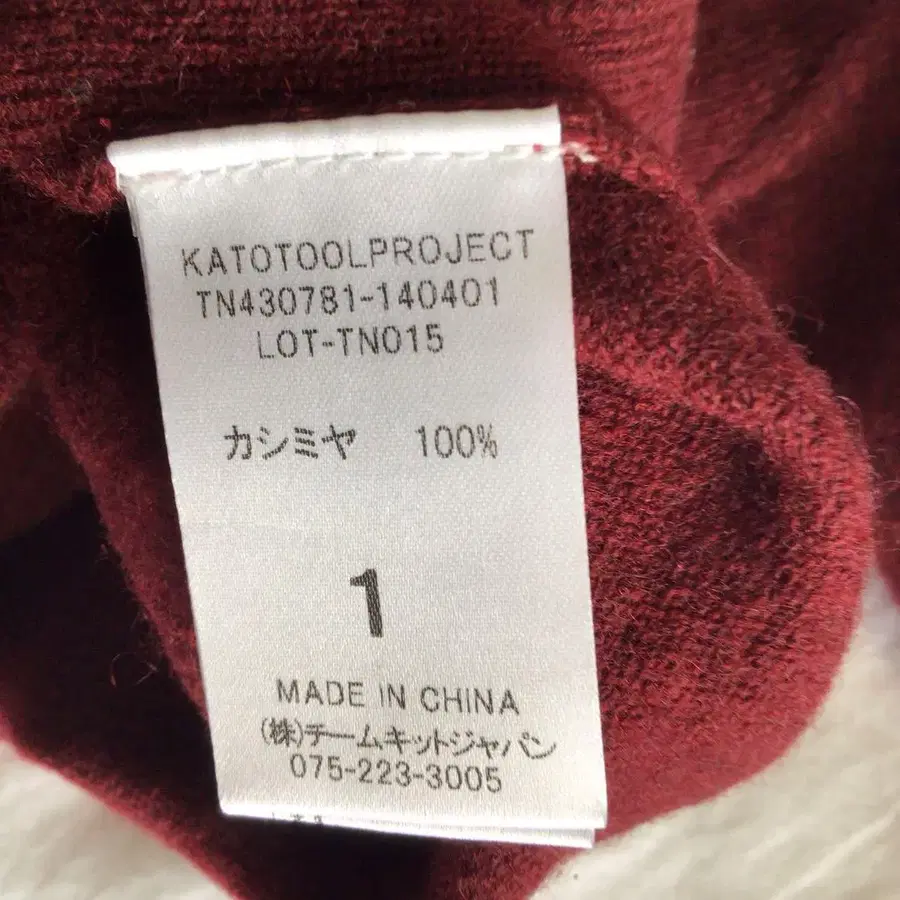 KATOTOOLPROJECT
TN430781-140401
LOT-TN015
カシミヤ 100%
1
MADE IN CHINA
(株)チームキットジャパン
075-223-3005